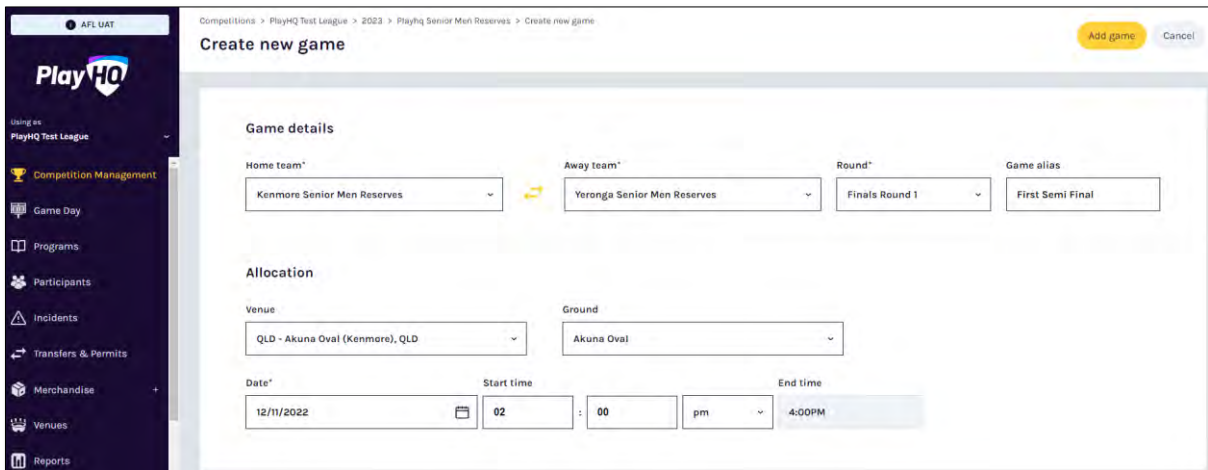 AFL UAT
PlayHQ
Using as
PlayHQ Test League
Competition Management
Game Day
Programs
Participants
Incidents
Transfers & Permits
Merchandise +
Venues
Reports
Competitions > PlayHQ Test League > 2023 > Playhq Senior Men Reserves > Create new game
Create new game
Add game Cancel
Game details
Home team* Away team* Round* Game alias
Kenmore Senior Men Reserves Yeronga Senior Men Reserves Finals Round 1 First Semi Final
Allocation
Venue Ground
QLD - Akuna Oval (Kenmore), QLD Akuna Oval
Date* Start time End time
12/11/2022 02 : 00 pm 4:00PM